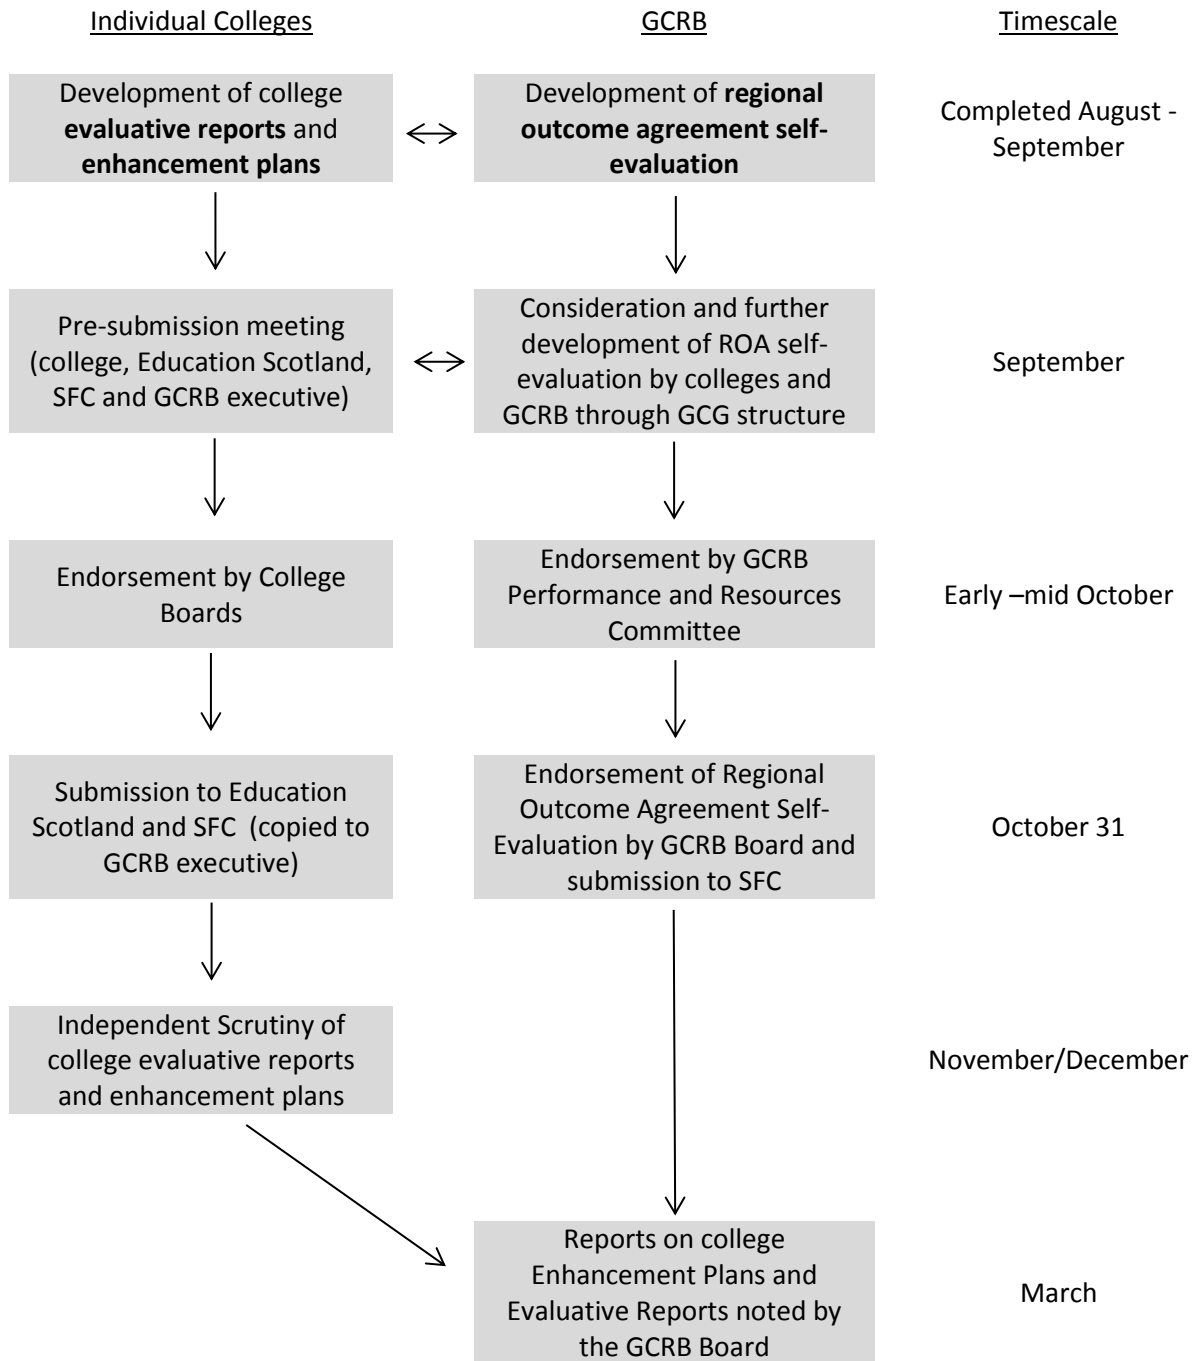 Individual Colleges
GCRB
Timescale
Development of college
evaluative reports and
enhancement plans
Development of regional
outcome agreement self-
evaluation
Completed August -
September
Pre-submission meeting
(college, Education Scotland,
SFC and GCRB executive)
Consideration and further
development of ROA self-
evaluation by colleges and
GCRB through GCG structure
September
Endorsement by College
Boards
Endorsement by GCRB
Performance and Resources
Committee
Early –mid October
Submission to Education
Scotland and SFC (copied to
GCRB executive)
Endorsement of Regional
Outcome Agreement Self-
Evaluation by GCRB Board and
submission to SFC
October 31
Independent Scrutiny of
college evaluative reports
and enhancement plans
November/December
Reports on college
Enhancement Plans and
Evaluative Reports noted by
the GCRB Board
March